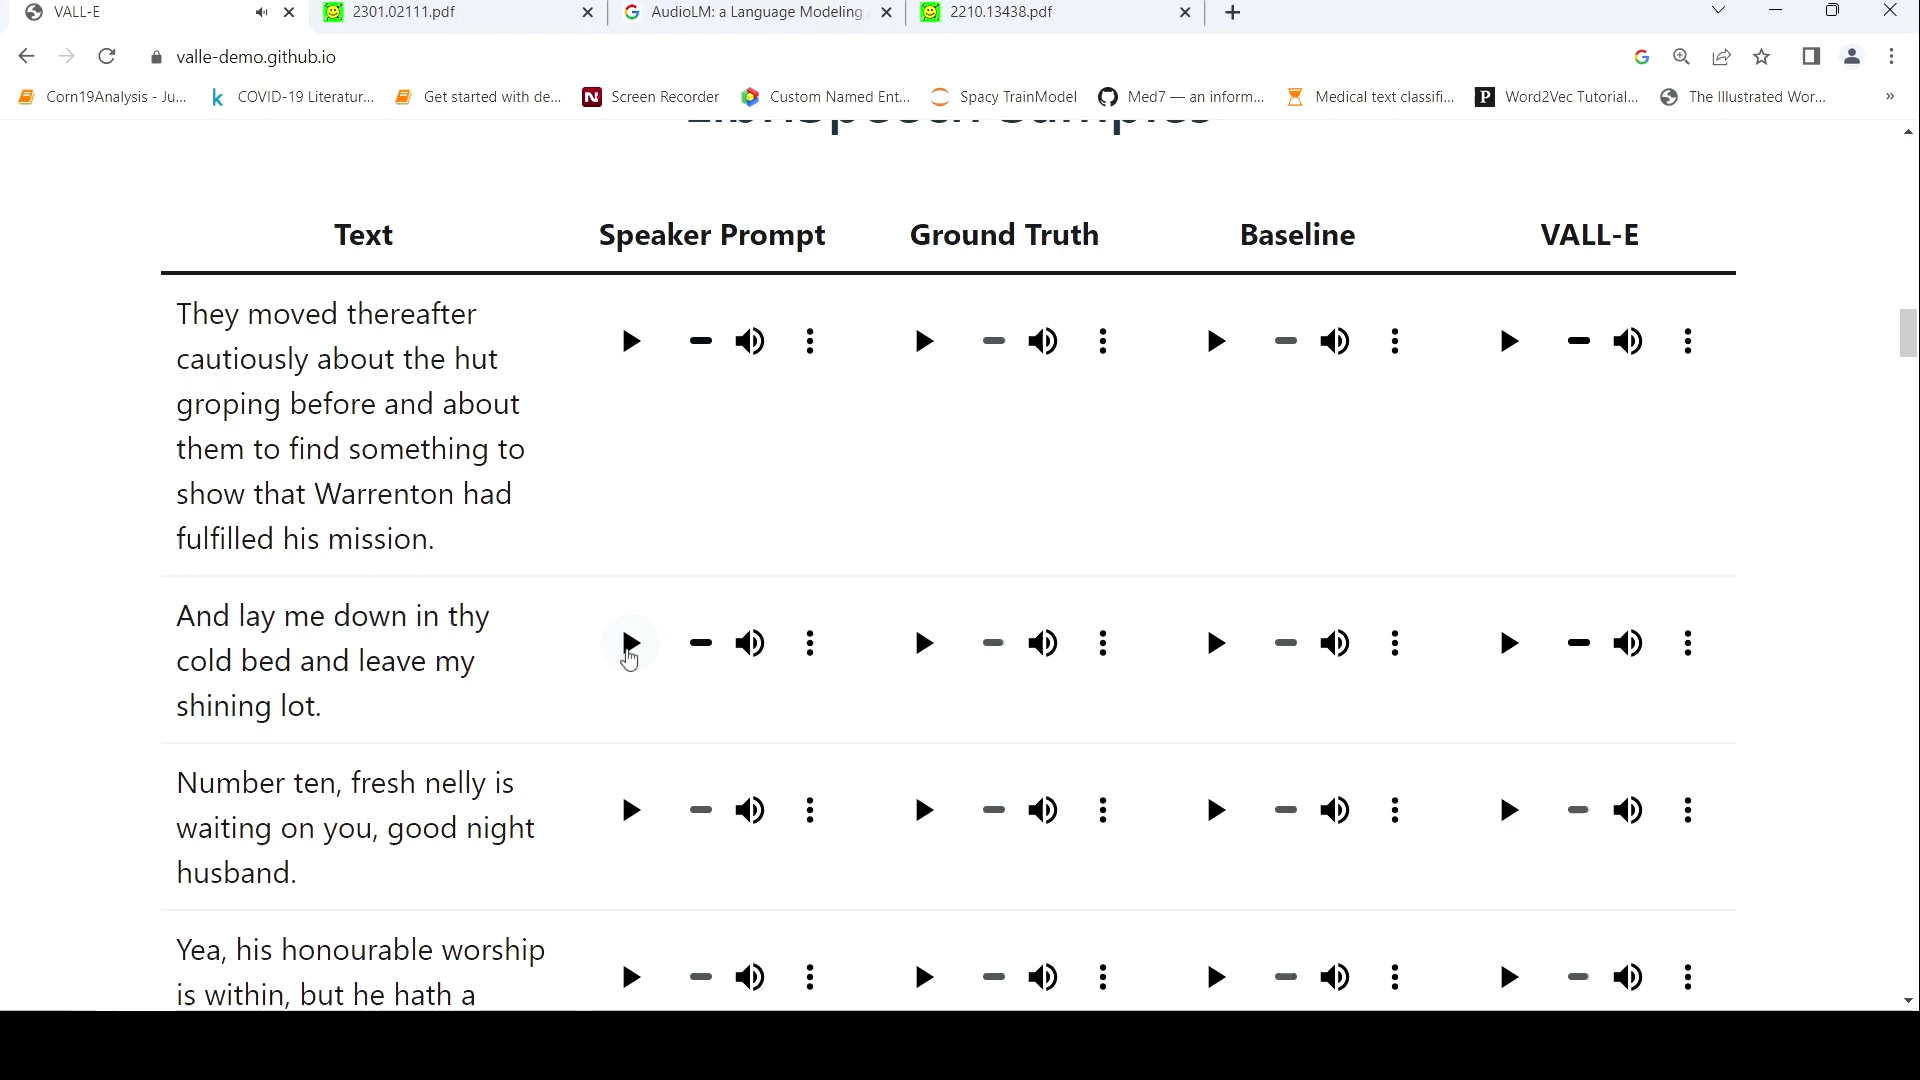 VALL-E
2301.02111.pdf
AudioLM: a Language Modeling
2210.13438.pdf
valle-demo.github.io
Corn19Analysis - Ju...
COVID-19 Literatur...
Get started with de...
Screen Recorder
Custom Named Ent...
Spacy TrainModel
Med7 — an inform...
Medical text classifi...
Word2Vec Tutorial...
The Illustrated Wor...
»
LibriSpeech Samples
Text
Speaker Prompt
Ground Truth
Baseline
VALL-E
They moved thereafter
cautiously about the hut
groping before and about
them to find something to
show that Warrenton had
fulfilled his mission.
And lay me down in thy
cold bed and leave my
shining lot.
Number ten, fresh nelly is
waiting on you, good night
husband.
Yea, his honourable worship
is within, but he hath a